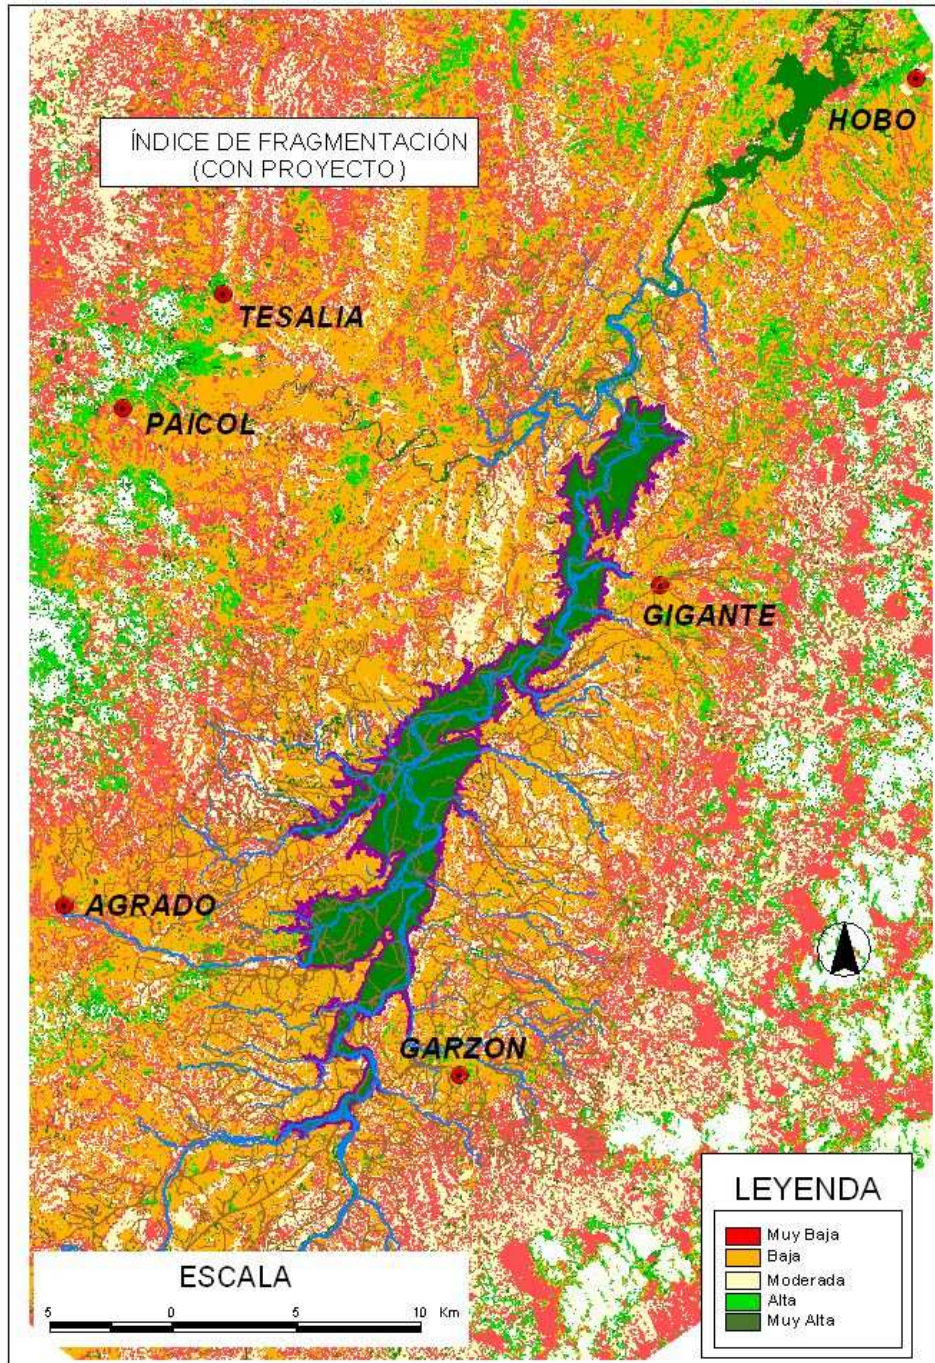 HOBO
ÍNDICE DE FRAGMENTACIÓN
(CON PROYECTO)
TESALIA
PAICOL
GIGANTE
AGRADO
GARZON
LEYENDA
Muy Baja
Baja
Moderada
Alta
Muy Alta
ESCALA
5 0 5 10 Km